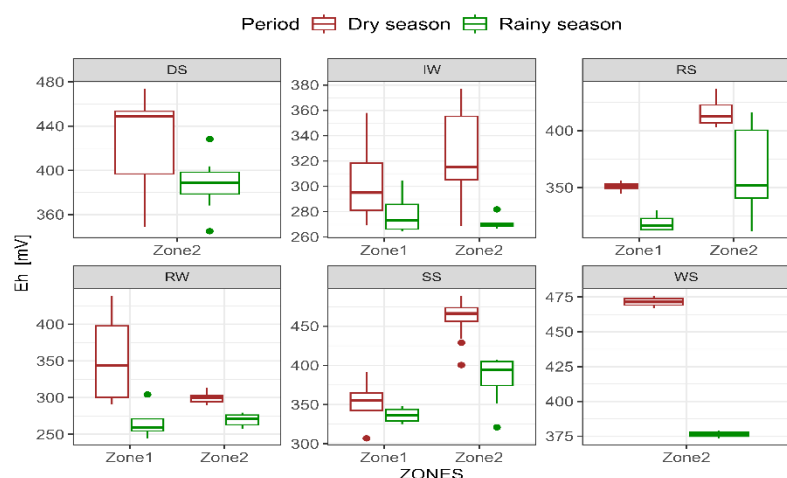 Period Dry season Rainy season
DS IW RS
480
440
400
360
380
360
340
320
300
280
260
400
350
Zone2
Zone1 Zone2
Zone1 Zone2
Eh [mV]
RW SS WS
400
350
300
250
450
400
350
300
475
450
425
400
375
Zone1 Zone2
Zone1 Zone2
Zone2
ZONES